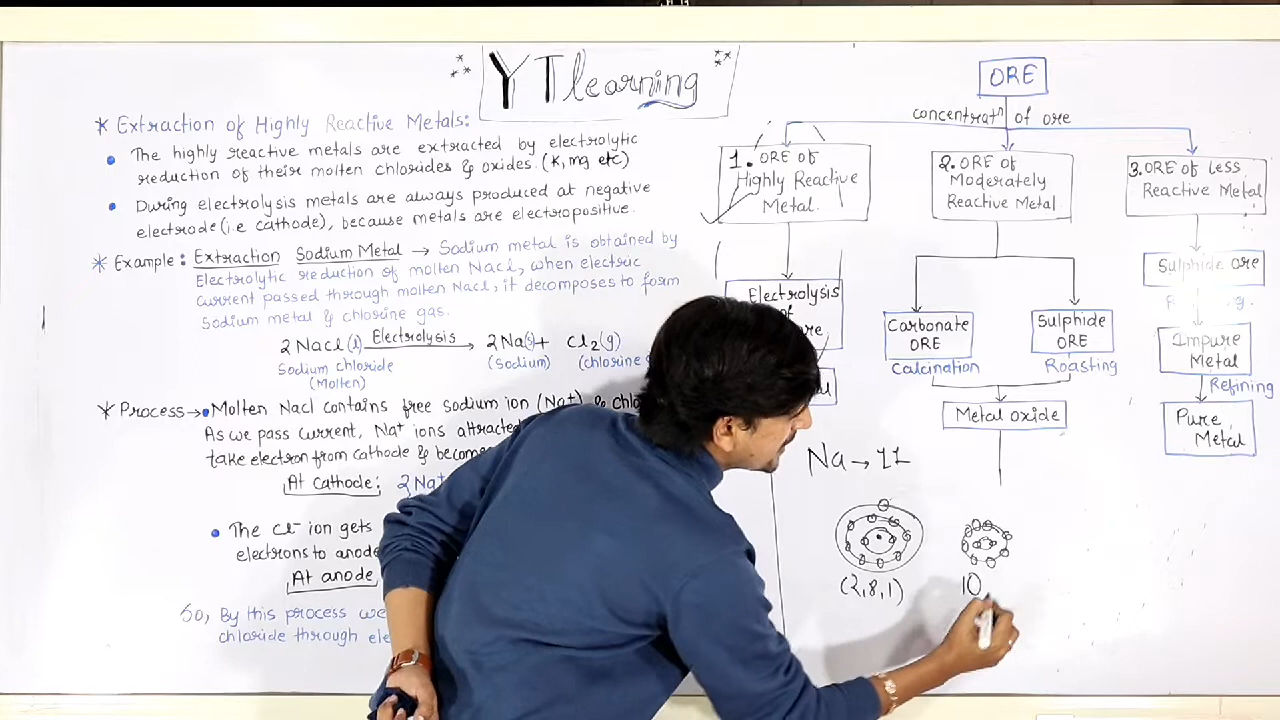 YT learning
* Extraction of Highly Reactive Metals:
• The highly reactive metals are extracted by electrolytic
reduction of their molten chlorides & oxides. (K, mg etc)
• During electrolysis metals are always produced at negative
electrode (i.e cathode), because metals are electropositive.
* Example: Extraction Sodium Metal → Sodium metal is obtained by
Electrolytic reduction of molten Nacl, when electric
current passed through molten Nacl, it decomposes to form
Sodium metal & chlorine gas.
2 Nacl (l) Electrolysis → 2 Na(s) + Cl₂(g)
Sodium chloride (Sodium) (chlorine
(Molten)
* Process → • Molten Nacl contains free sodium ion (Na⁺) & chlo
As we pass current, Na⁺ ions attracted
take electron from cathode & becom
At cathode: 2Na⁺
• The Cl⁻ ion gets
electrons to anode
At anode
So, By this process we
chloride through ele
ORE
concentratⁿ of ore
1. ORE of
Highly Reactive
Metal.
Electrolysis
of
2. ORE of
Moderately
Reactive Metal
Carbonate
ORE
Calcination
Sulphide
ORE
Roasting
Metal oxide
3. ORE of Less
Reactive Metal
Sulphide ore
Impure
Metal
Refining
Pure
Metal
Na → 11
(2,8,1)
10